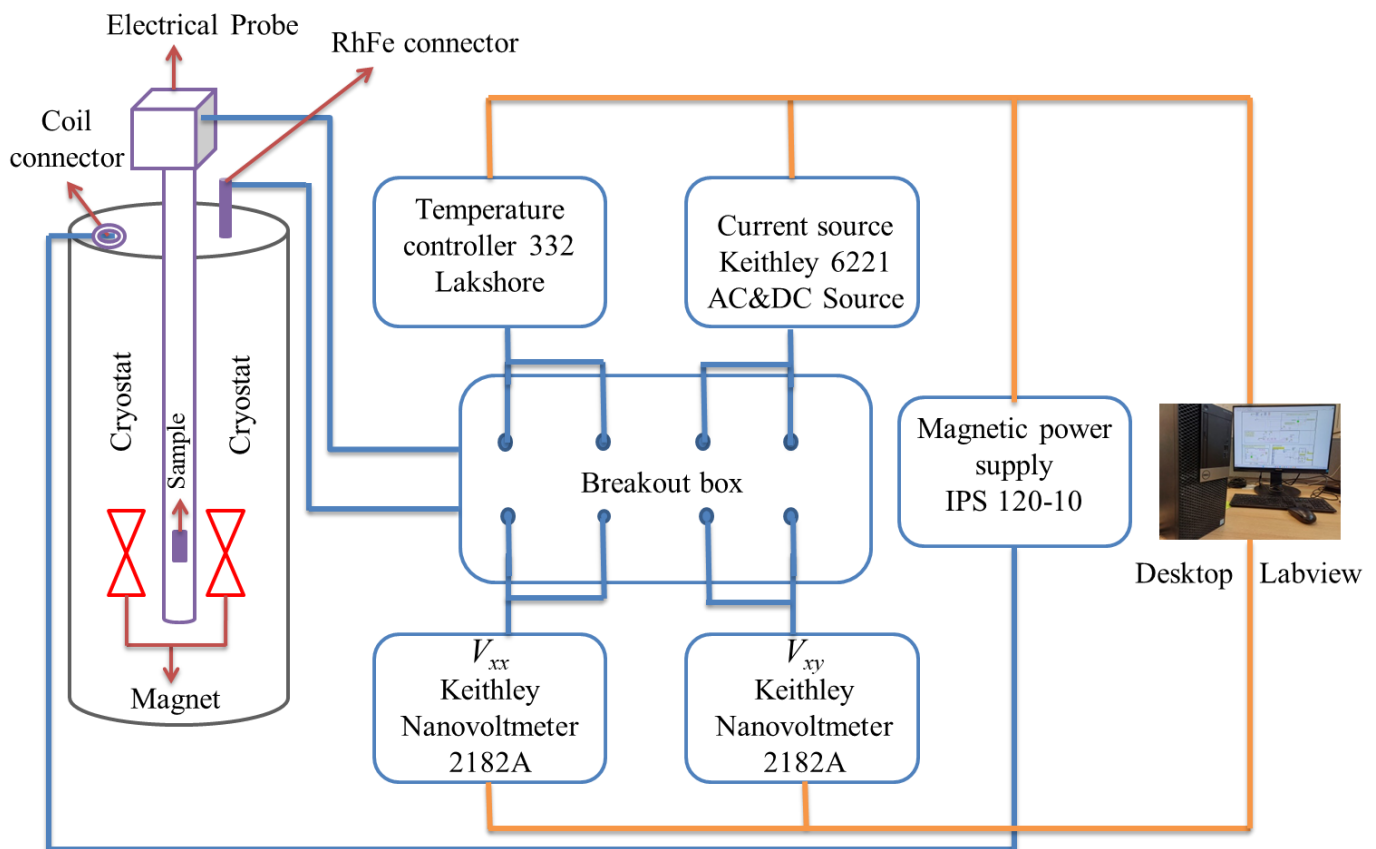 Electrical Probe
RhFe connector
Coil
connector
Temperature
controller 332
Lakshore
Current source
Keithley 6221
AC&DC Source
Cryostat
Sample
Cryostat
Breakout box
Magnetic power
supply
IPS 120-10
Desktop Labview
Magnet
Vxx
Keithley
Nanovoltmeter
2182A
Vxy
Keithley
Nanovoltmeter
2182A